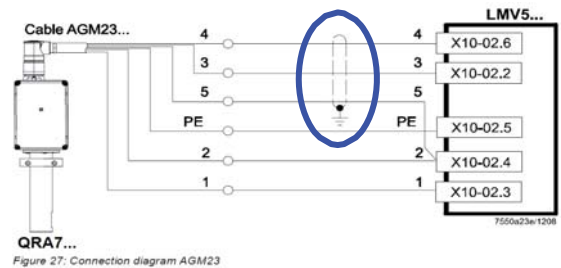 LMV5...
Cable AGM23...
4 4 X10-02.6
3 3 X10-02.2
5 5
PE PE X10-02.5
2 2 X10-02.4
1 1 X10-02.3
7550a23e/1208
QRA7...
Figure 27: Connection diagram AGM23